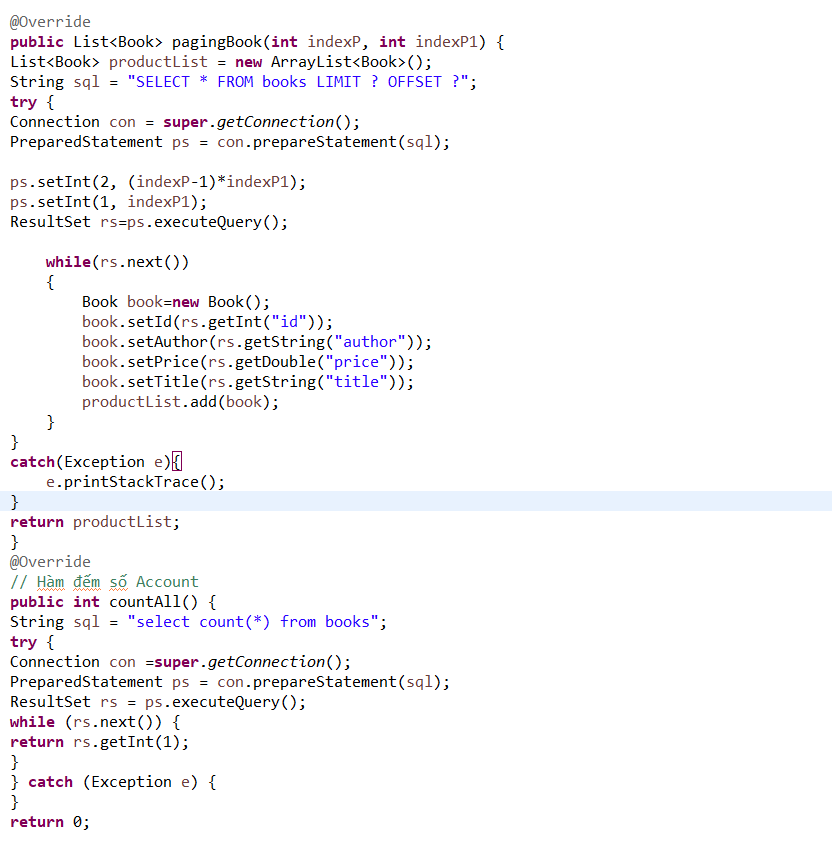 @Override
public List<Book> pagingBook(int indexP, int indexP1) {
List<Book> productList = new ArrayList<Book>();
String sql = "SELECT * FROM books LIMIT ? OFFSET ?";
try {
Connection con = super.getConnection();
PreparedStatement ps = con.prepareStatement(sql);

ps.setInt(2, (indexP-1)*indexP1);
ps.setInt(1, indexP1);
ResultSet rs=ps.executeQuery();

    while(rs.next())
    {
        Book book=new Book();
        book.setId(rs.getInt("id"));
        book.setAuthor(rs.getString("author"));
        book.setPrice(rs.getDouble("price"));
        book.setTitle(rs.getString("title"));
        productList.add(book);
    }
}
catch(Exception e){
    e.printStackTrace();
}
return productList;
}
@Override
// Hàm đếm số Account
public int countAll() {
String sql = "select count(*) from books";
try {
Connection con =super.getConnection();
PreparedStatement ps = con.prepareStatement(sql);
ResultSet rs = ps.executeQuery();
while (rs.next()) {
return rs.getInt(1);
}
} catch (Exception e) {
}
return 0;